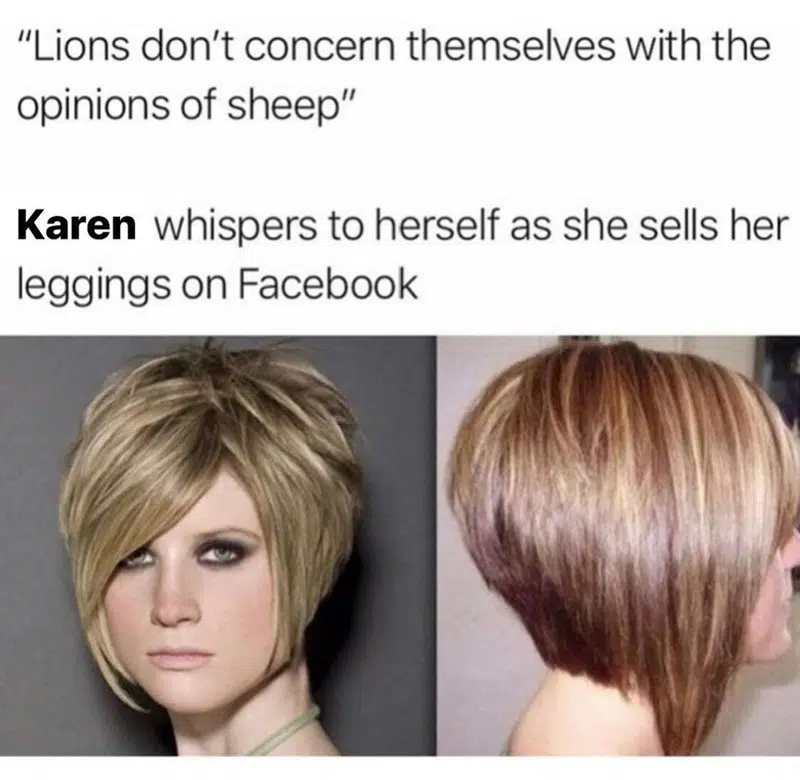 "Lions don't concern themselves with the
opinions of sheep"
Karen whispers to herself as she sells her
leggings on Facebook